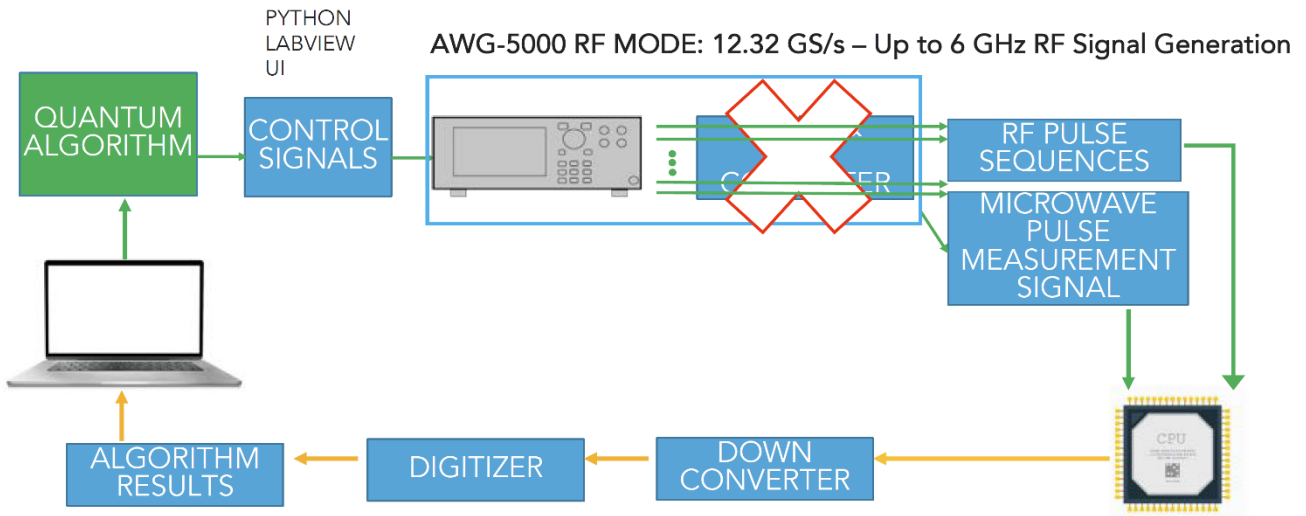 PYTHON
LABVIEW
UI
AWG-5000 RF MODE: 12.32 GS/s – Up to 6 GHz RF Signal Generation
QUANTUM
ALGORITHM
CONTROL
SIGNALS
RF PULSE
SEQUENCES
MICROWAVE
PULSE
MEASUREMENT
SIGNAL
CPU
ALGORITHM
RESULTS
DIGITIZER
DOWN
CONVERTER